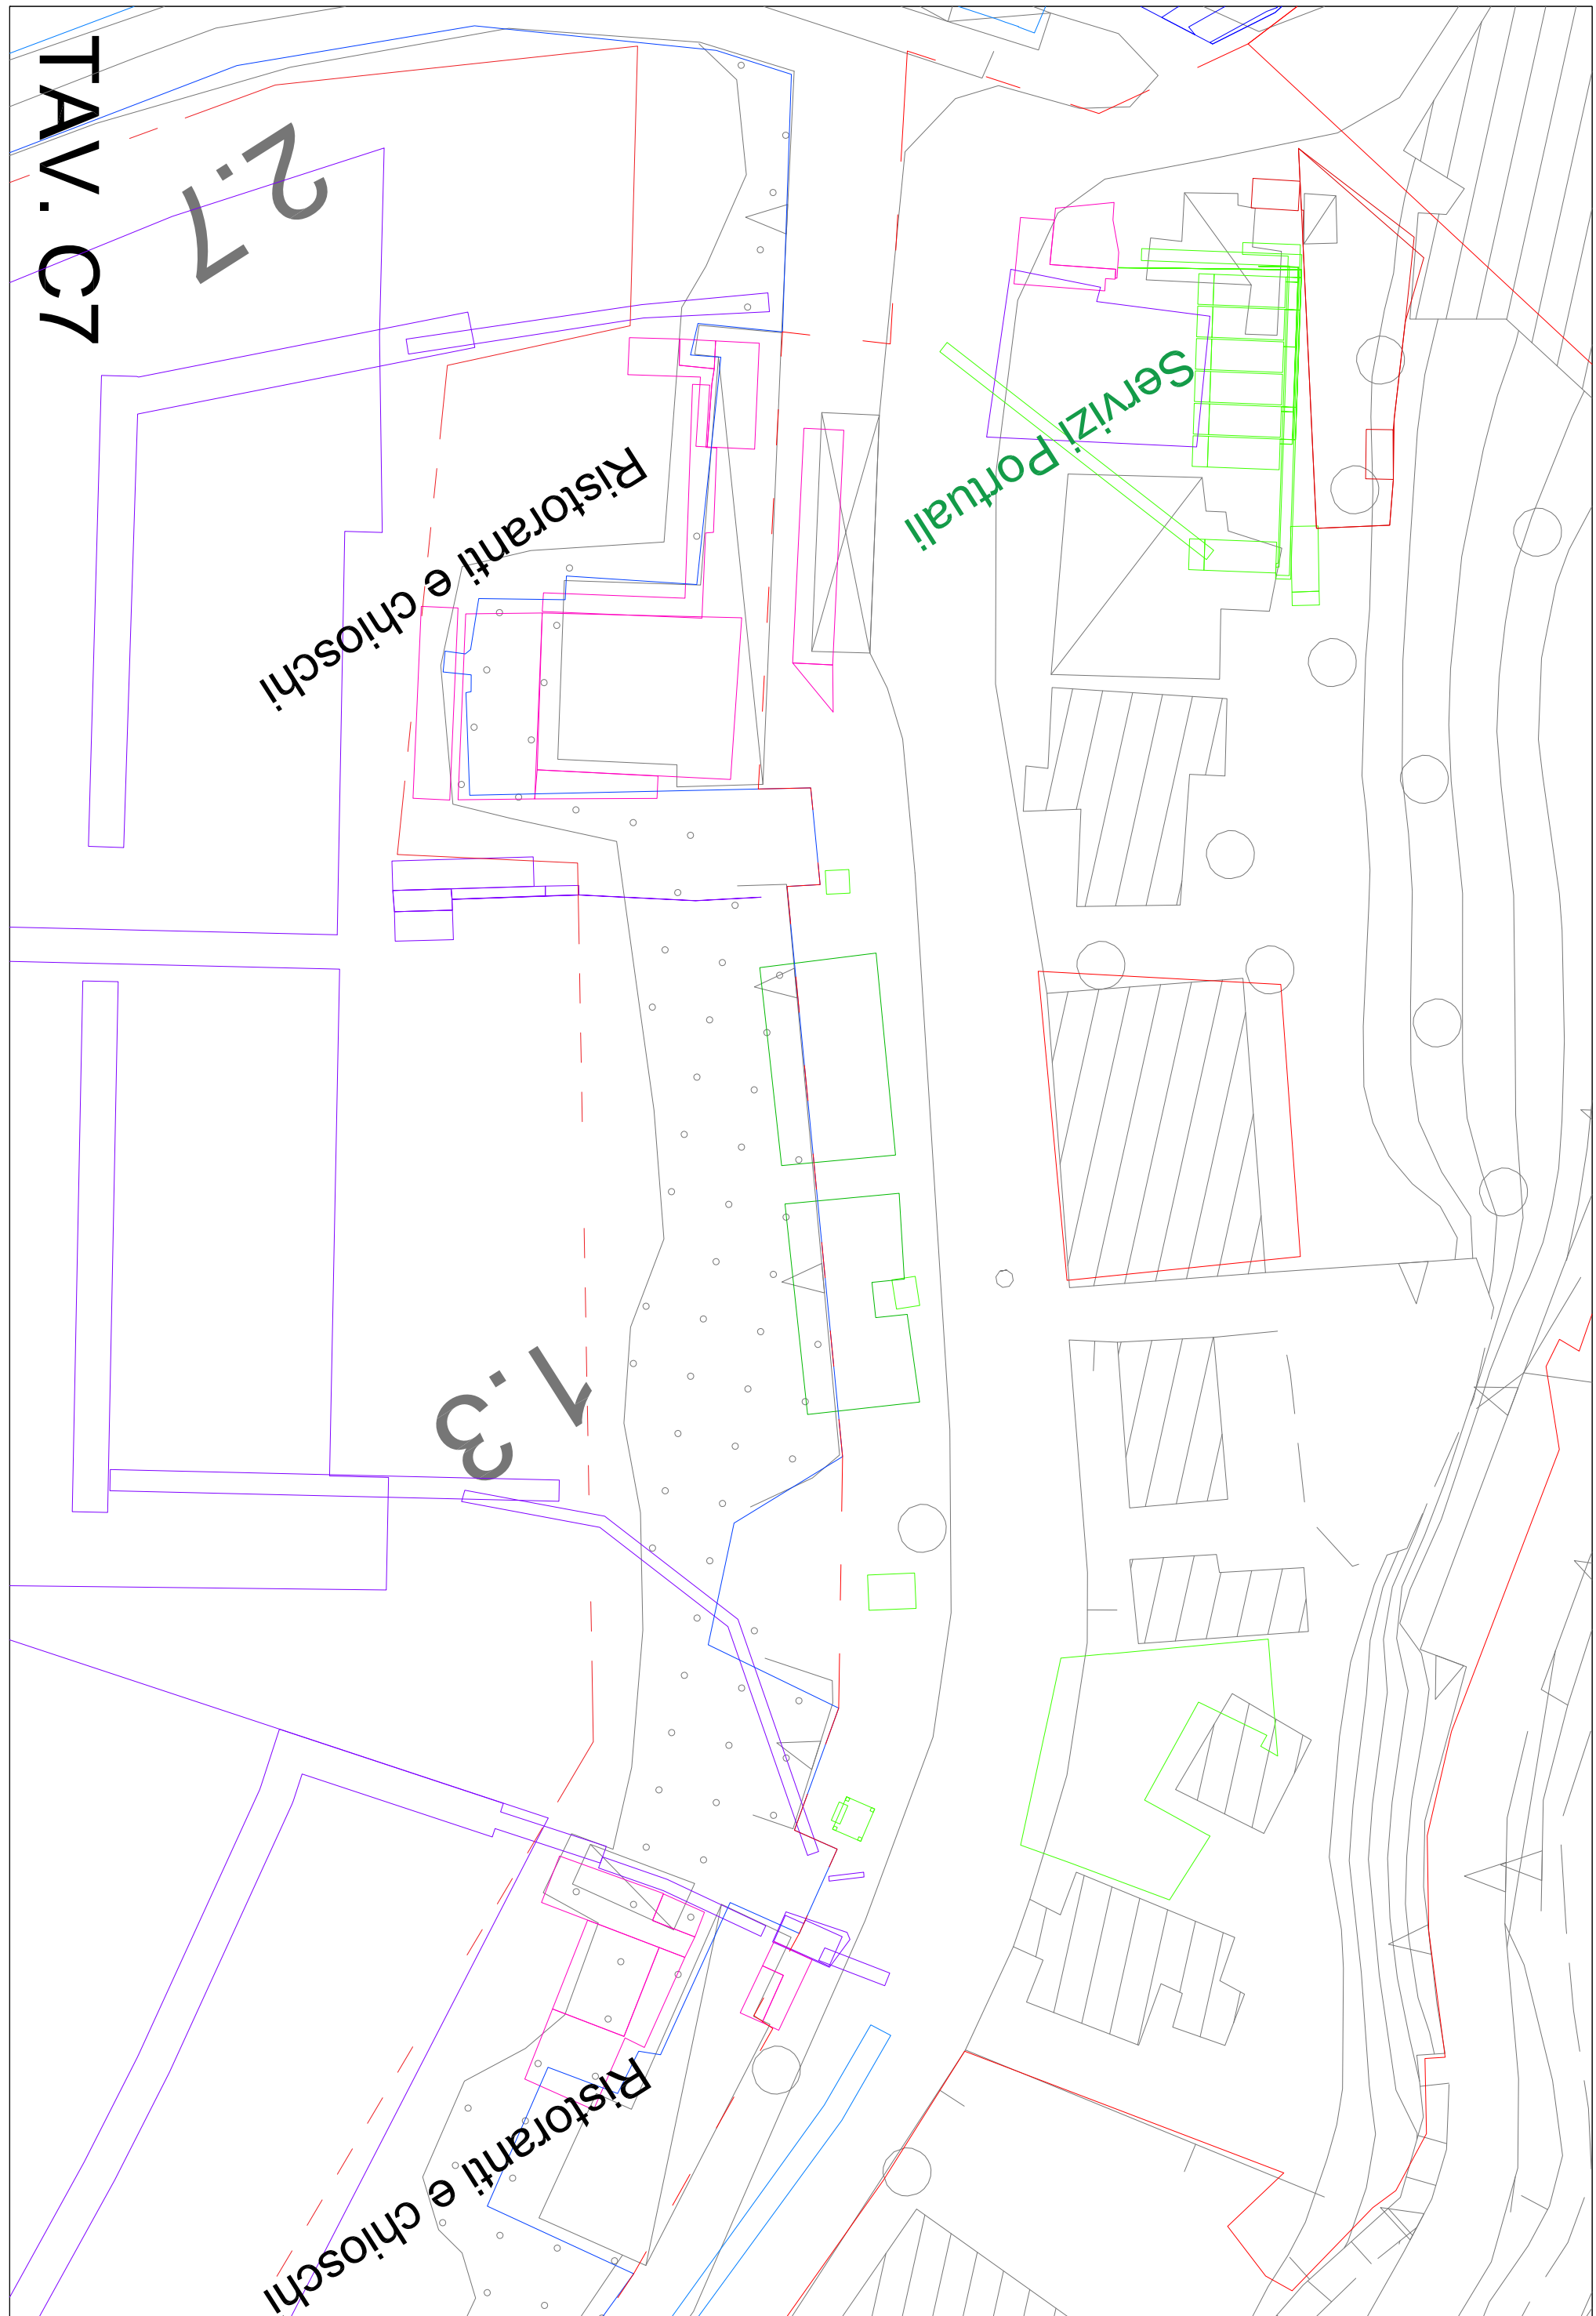 TAV. C7
2.7
Ristoranti e chioschi
Servizi Portuali
1.3
Ristoranti e chioschi